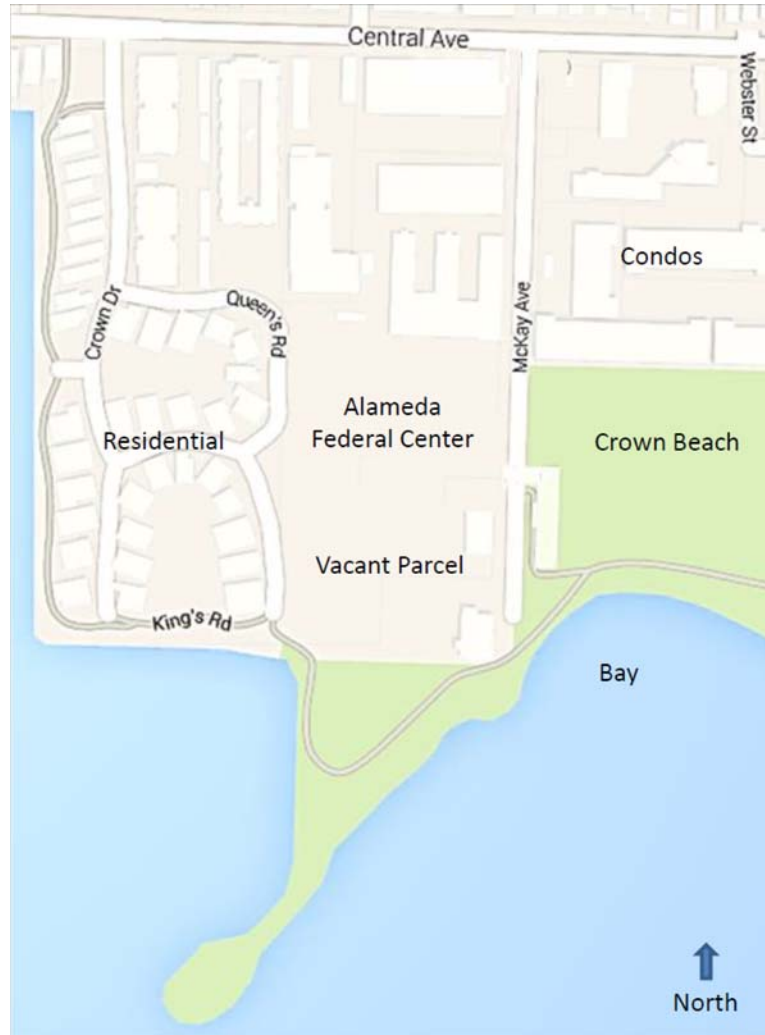 Central Ave
Webster St
Condos
Queen's Rd
Crown Dr
McKay Ave
Alameda
Federal Center
Residential
Crown Beach
Vacant Parcel
King's Rd
Bay
North